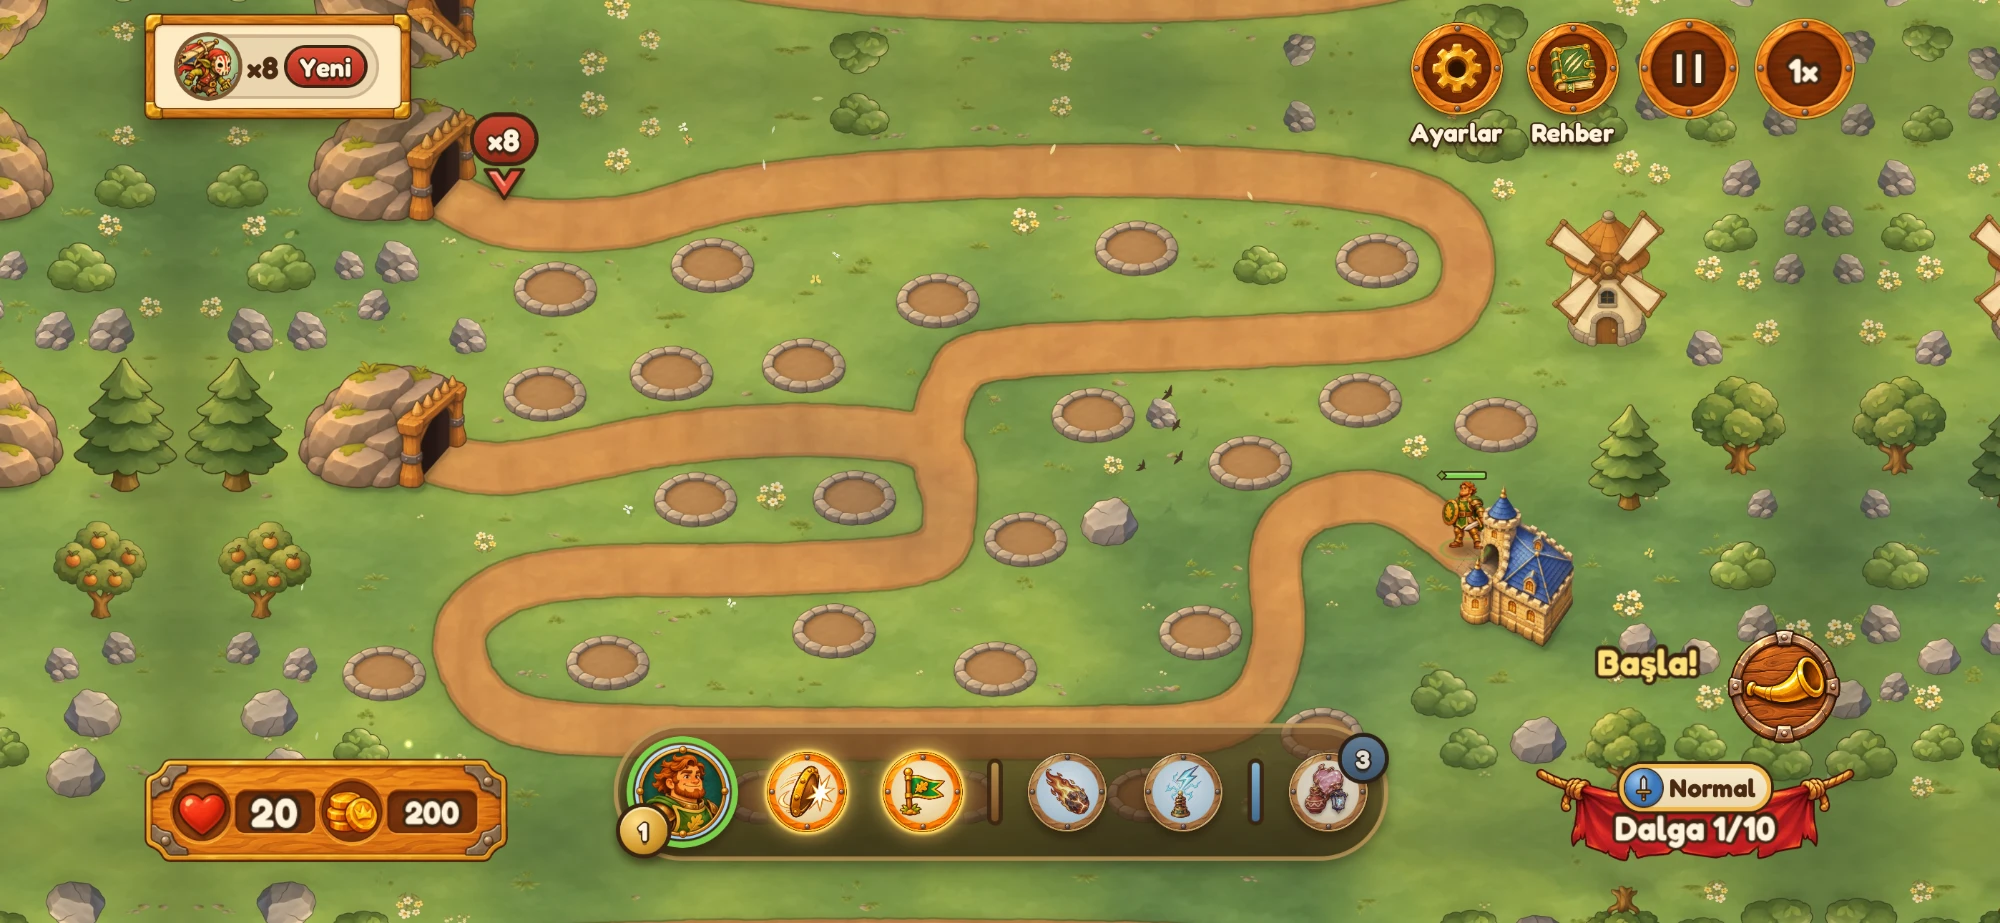 x8 Yeni
x8
Ayarlar
Rehber
1x
Başla!
20
200
1
3
Normal
Dalga 1/10